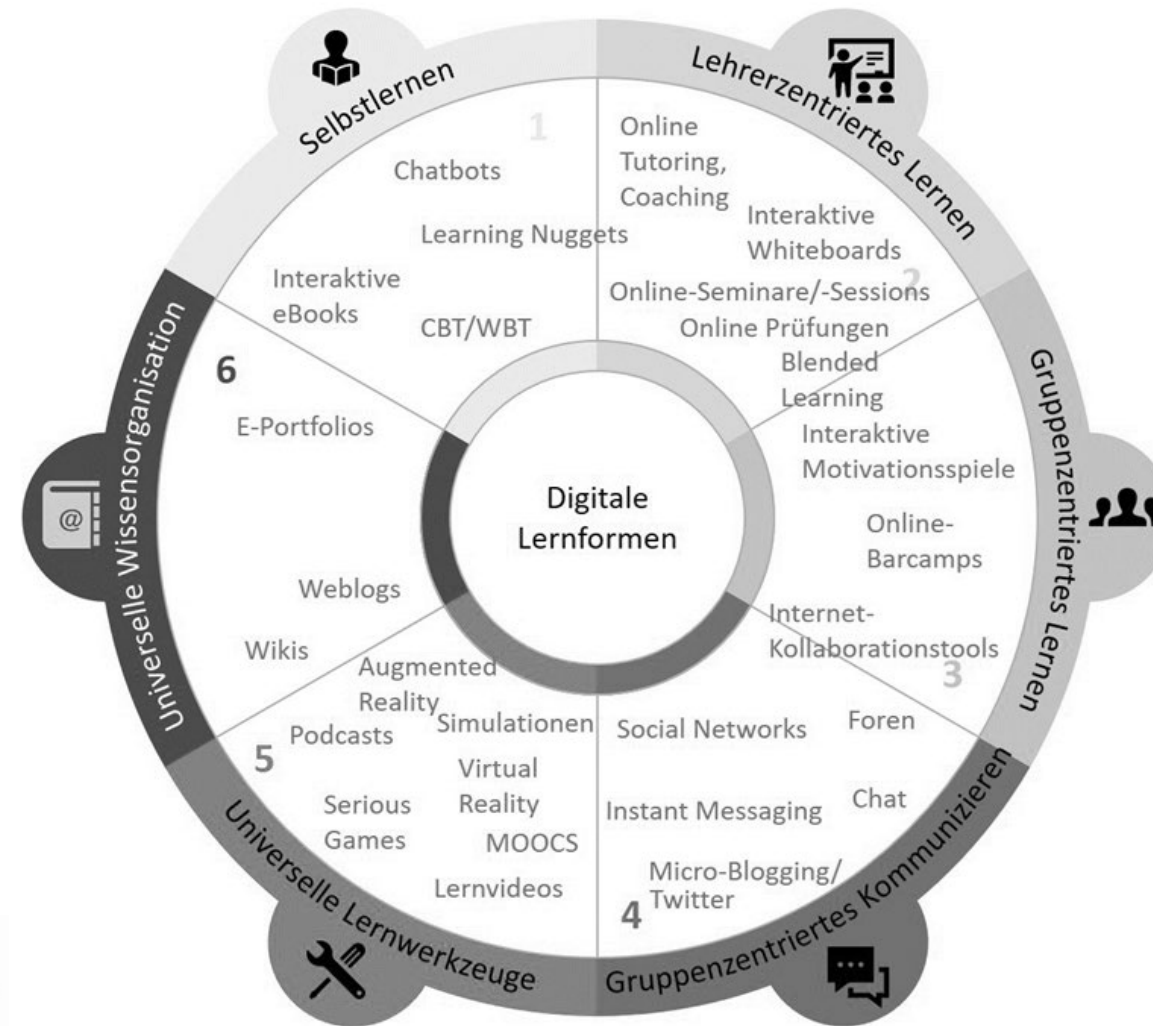 Selbstlernen
1
Chatbots
Learning Nuggets
Interaktive
eBooks
CBT/WBT
Lehrerzentriertes Lernen
Online
Tutoring,
Coaching
Interaktive
Whiteboards
2
Online-Seminare/-Sessions
Online Prüfungen
Gruppenzentriertes Lernen
Blended
Learning
Interaktive
Motivationsspiele
Online-
Barcamps
Internet-
Kollaborationstools
3
Gruppenzentriertes Kommunizieren
Social Networks
Foren
Instant Messaging
Chat
Micro-Blogging/
Twitter
4
Universelle Lernwerkzeuge
5
Augmented
Reality
Simulationen
Podcasts
Virtual
Reality
Serious
Games
MOOCS
Lernvideos
Universelle Wissensorganisation
@
6
E-Portfolios
Weblogs
Wikis
Digitale
Lernformen